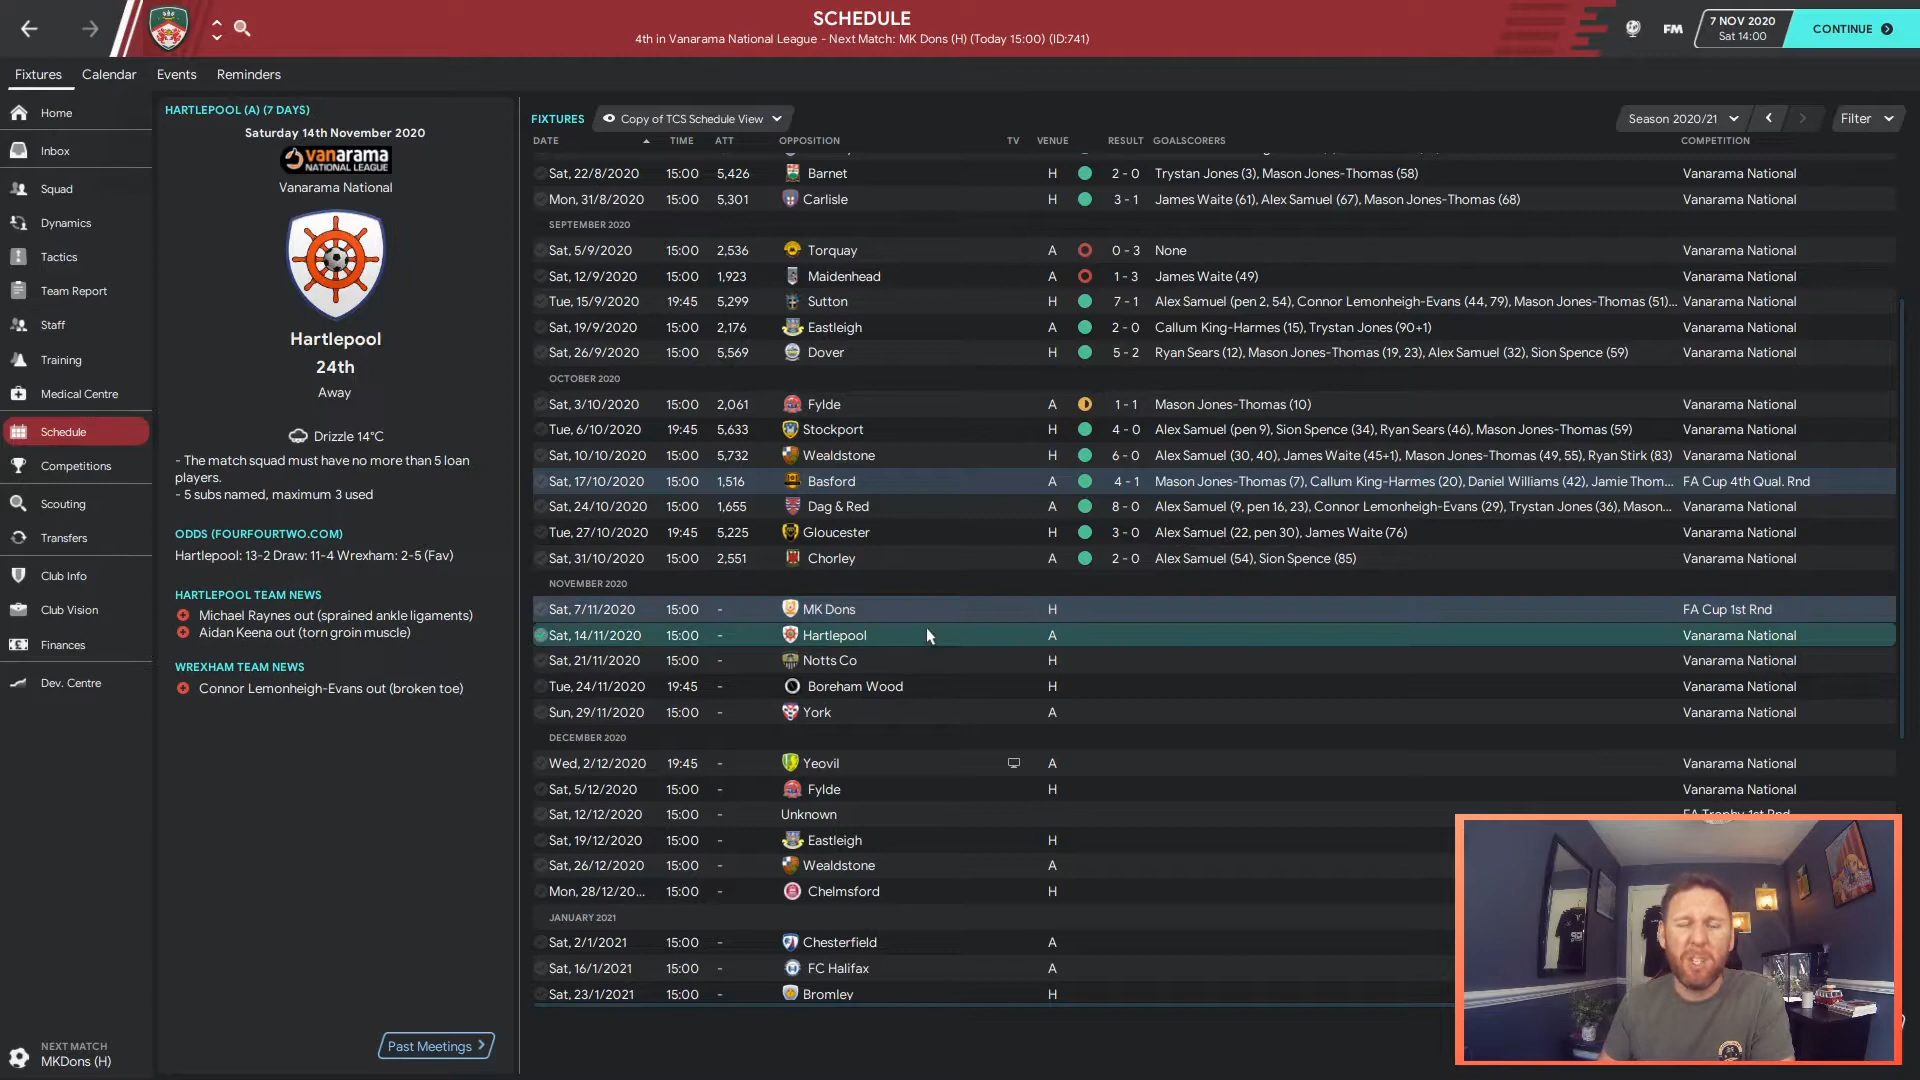 SCHEDULE
4th in Vanarama National League - Next Match: MK Dons (H) (Today 15:00) (ID:741)
FM
7 NOV 2020
Sat 14:00
CONTINUE
Fixtures Calendar Events Reminders
Home
Inbox
Squad
Dynamics
Tactics
Team Report
Staff
Training
Medical Centre
Schedule
Competitions
Scouting
Transfers
Club Info
Club Vision
Finances
Dev. Centre
NEXT MATCH
MKDons (H)
HARTLEPOOL (A) (7 DAYS)
Saturday 14th November 2020
vanarama
NATIONAL LEAGUE
Vanarama National
Hartlepool
24th
Away
Drizzle 14°C
- The match squad must have no more than 5 loan
players.
- 5 subs named, maximum 3 used
ODDS (FOURFOURTWO.COM)
Hartlepool: 13-2 Draw: 11-4 Wrexham: 2-5 (Fav)
HARTLEPOOL TEAM NEWS
Michael Raynes out (sprained ankle ligaments)
Aidan Keena out (torn groin muscle)
WREXHAM TEAM NEWS
Connor Lemonheigh-Evans out (broken toe)
Past Meetings
FIXTURES Copy of TCS Schedule View Season 2020/21 Filter
DATE TIME ATT OPPOSITION TV VENUE RESULT GOALSCORERS COMPETITION
Sat, 22/8/2020 15:00 5,426 Barnet H 2 - 0 Trystan Jones (3), Mason Jones-Thomas (58) Vanarama National
Mon, 31/8/2020 15:00 5,301 Carlisle H 3 - 1 James Waite (61), Alex Samuel (67), Mason Jones-Thomas (68) Vanarama National
SEPTEMBER 2020
Sat, 5/9/2020 15:00 2,536 Torquay A 0 - 3 None Vanarama National
Sat, 12/9/2020 15:00 1,923 Maidenhead A 1 - 3 James Waite (49) Vanarama National
Tue, 15/9/2020 19:45 5,299 Sutton H 7 - 1 Alex Samuel (pen 2, 54), Connor Lemonheigh-Evans (44, 79), Mason Jones-Thomas (51)... Vanarama National
Sat, 19/9/2020 15:00 2,176 Eastleigh A 2 - 0 Callum King-Harmes (15), Trystan Jones (90+1) Vanarama National
Sat, 26/9/2020 15:00 5,569 Dover H 5 - 2 Ryan Sears (12), Mason Jones-Thomas (19, 23), Alex Samuel (32), Sion Spence (59) Vanarama National
OCTOBER 2020
Sat, 3/10/2020 15:00 2,061 Fylde A 1 - 1 Mason Jones-Thomas (10) Vanarama National
Tue, 6/10/2020 19:45 5,633 Stockport H 4 - 0 Alex Samuel (pen 9), Sion Spence (34), Ryan Sears (46), Mason Jones-Thomas (59) Vanarama National
Sat, 10/10/2020 15:00 5,732 Wealdstone H 6 - 0 Alex Samuel (30, 40), James Waite (45+1), Mason Jones-Thomas (49, 55), Ryan Stirk (83) Vanarama National
Sat, 17/10/2020 15:00 1,516 Basford A 4 - 1 Mason Jones-Thomas (7), Callum King-Harmes (20), Daniel Williams (42), Jamie Thom... FA Cup 4th Qual. Rnd
Sat, 24/10/2020 15:00 1,655 Dag & Red A 8 - 0 Alex Samuel (9, pen 16, 23), Connor Lemonheigh-Evans (29), Trystan Jones (36), Mason... Vanarama National
Tue, 27/10/2020 19:45 5,225 Gloucester H 3 - 0 Alex Samuel (22, pen 30), James Waite (76) Vanarama National
Sat, 31/10/2020 15:00 2,551 Chorley A 2 - 0 Alex Samuel (54), Sion Spence (85) Vanarama National
NOVEMBER 2020
Sat, 7/11/2020 15:00 - MK Dons H FA Cup 1st Rnd
Sat, 14/11/2020 15:00 - Hartlepool A Vanarama National
Sat, 21/11/2020 15:00 - Notts Co H Vanarama National
Tue, 24/11/2020 19:45 - Boreham Wood H Vanarama National
Sun, 29/11/2020 15:00 - York A Vanarama National
DECEMBER 2020
Wed, 2/12/2020 19:45 - Yeovil A Vanarama National
Sat, 5/12/2020 15:00 - Fylde H Vanarama National
Sat, 12/12/2020 15:00 - Unknown FA Trophy 1st Rnd
Sat, 19/12/2020 15:00 - Eastleigh H
Sat, 26/12/2020 15:00 - Wealdstone A
Mon, 28/12/20... 15:00 - Chelmsford H
JANUARY 2021
Sat, 2/1/2021 15:00 - Chesterfield A
Sat, 16/1/2021 15:00 - FC Halifax A
Sat, 23/1/2021 15:00 - Bromley H